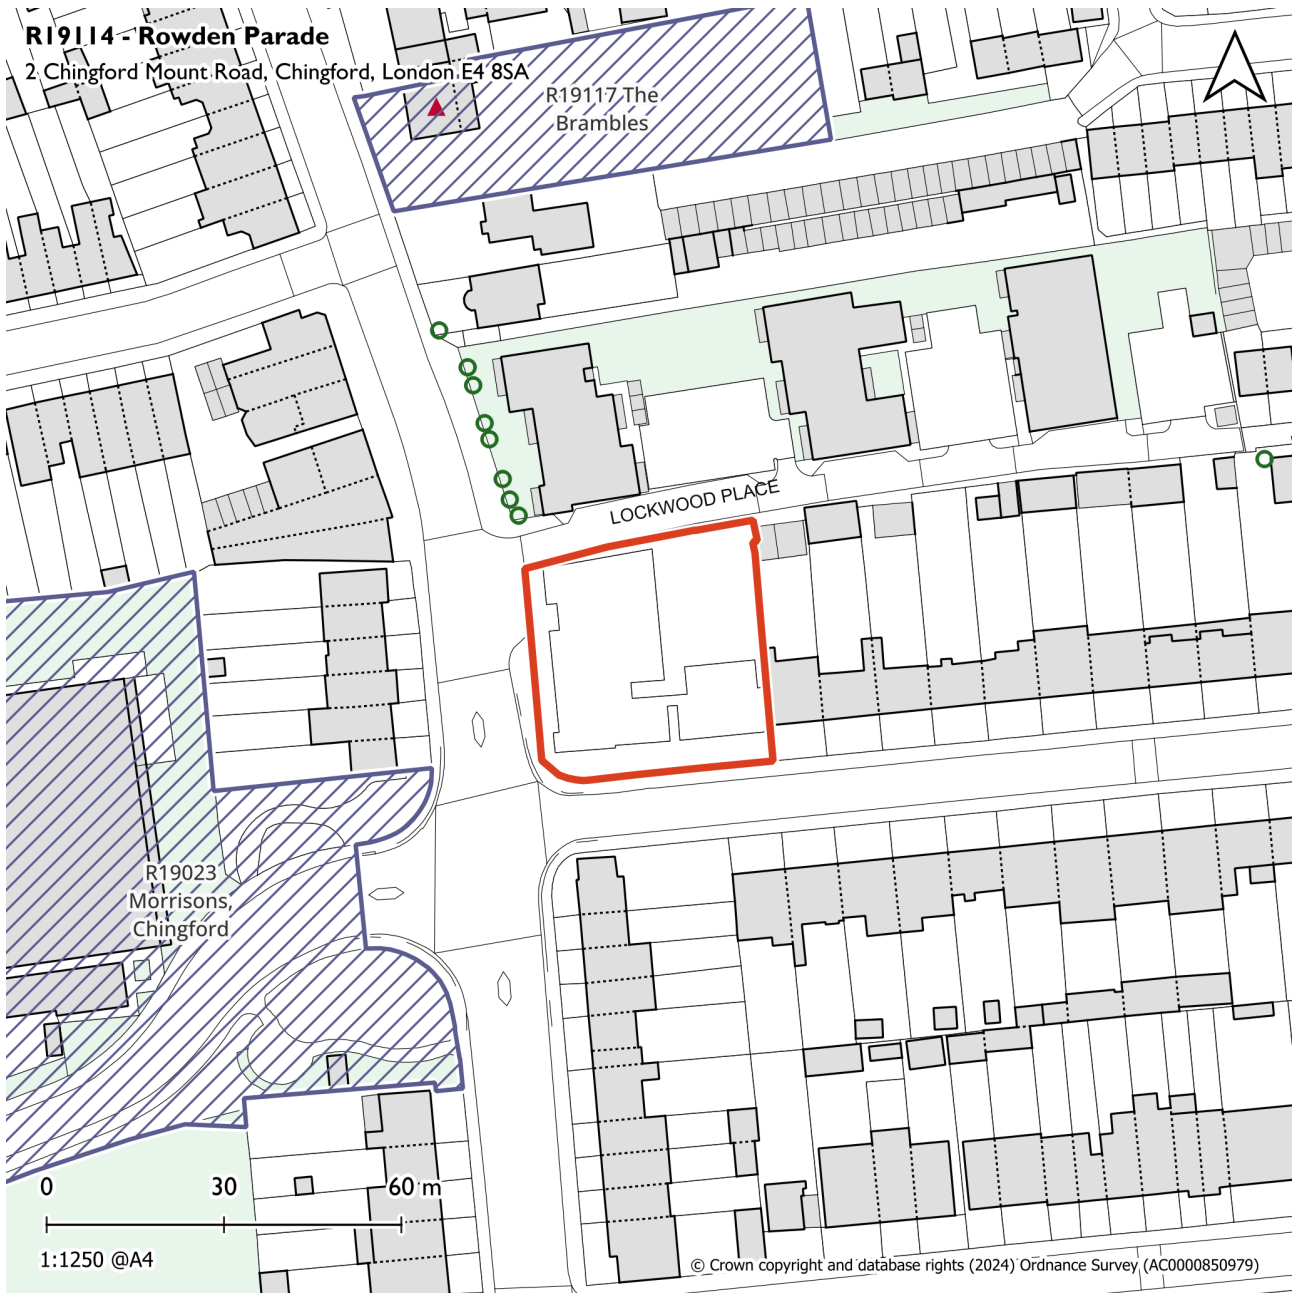 R19114 - Rowden Parade
2 Chingford Mount Road, Chingford, London E4 8SA
R19117 The
Brambles
LOCKWOOD PLACE
R19023
Morrisons,
Chingford
0 30 60 m
1:1250 @A4
© Crown copyright and database rights (2024) Ordnance Survey (AC0000850979)